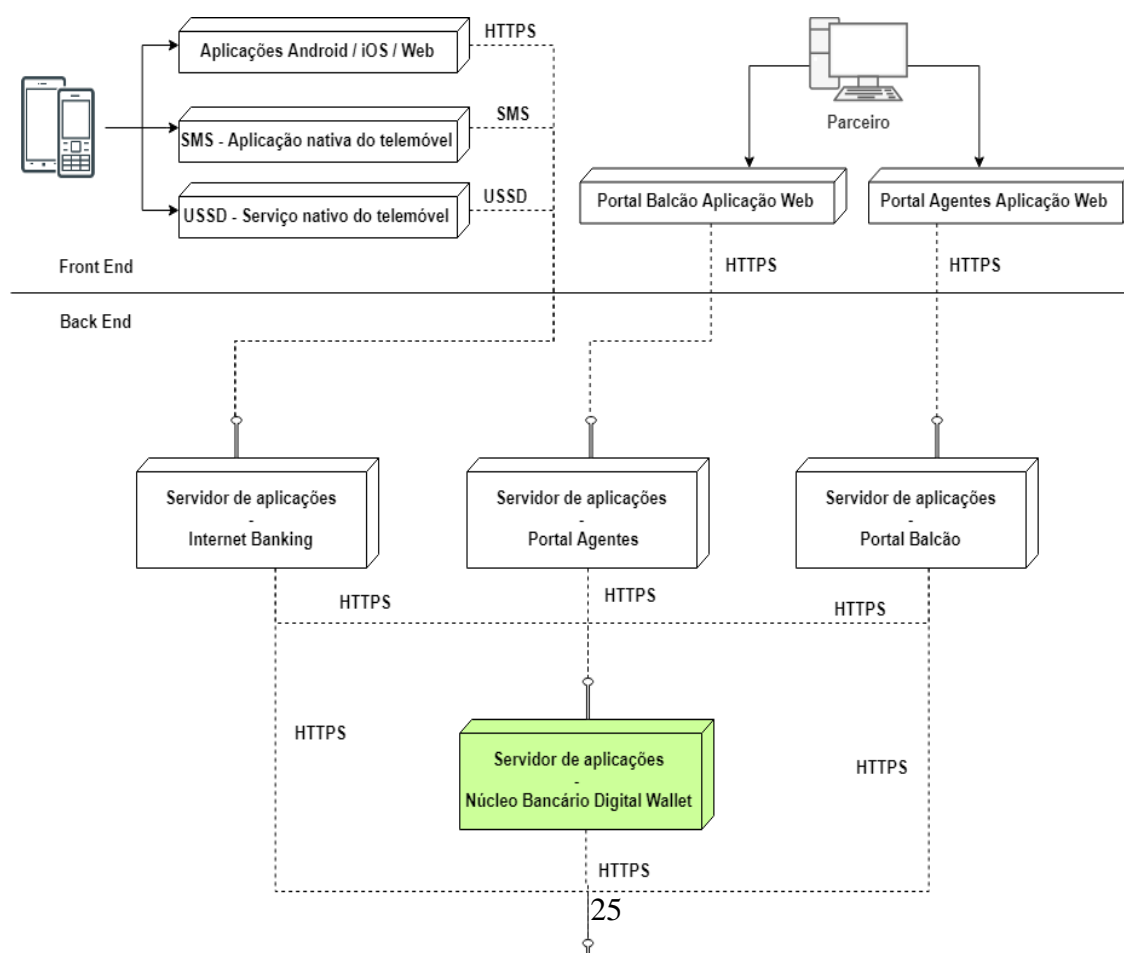 HTTPS
Aplicações Android / iOS / Web
SMS
SMS - Aplicação nativa do telemóvel
Parceiro
USSD
USSD - Serviço nativo do telemóvel
Portal Balcão Aplicação Web
Portal Agentes Aplicação Web
Front End
HTTPS
HTTPS
Back End
Servidor de aplicações
-
Internet Banking
Servidor de aplicações
-
Portal Agentes
Servidor de aplicações
-
Portal Balcão
HTTPS
HTTPS
HTTPS
HTTPS
Servidor de aplicações
-
Núcleo Bancário Digital Wallet
HTTPS
HTTPS
25